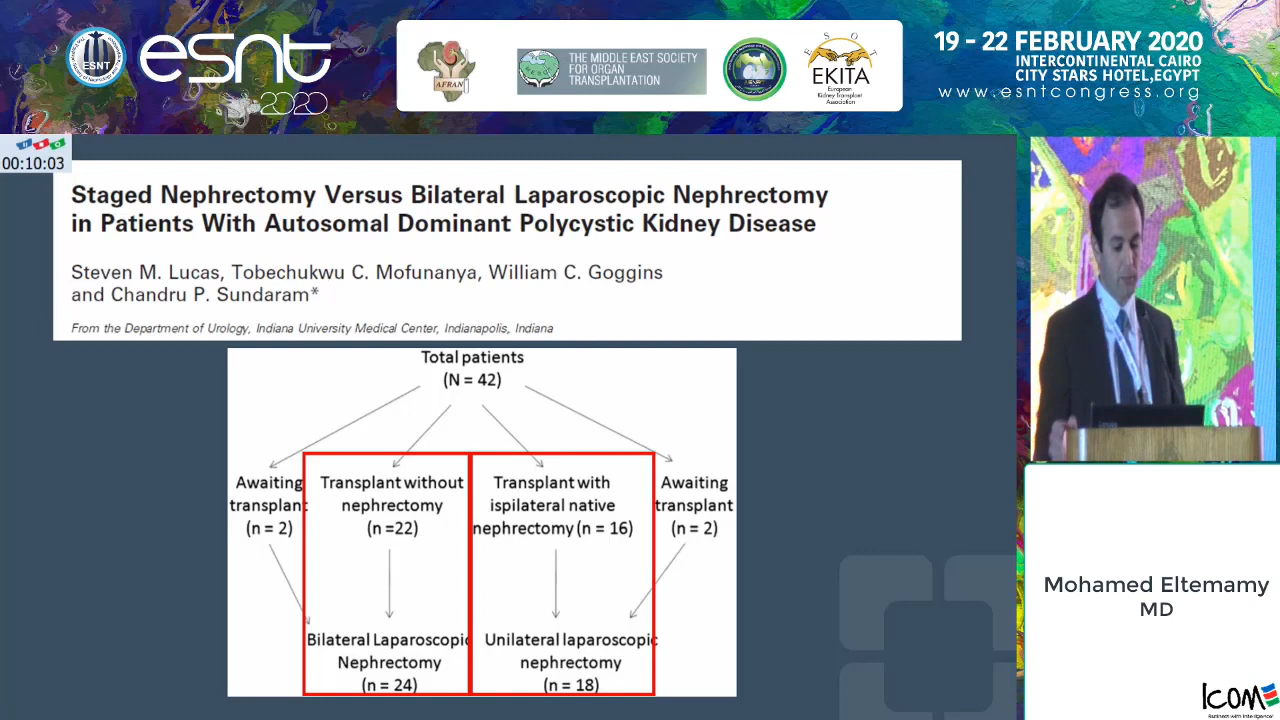 ESNT
esnt
2020
AFRAN
THE MIDDLE EAST SOCIETY
FOR ORGAN
TRANSPLANTATION
ESOT
EKITA
European
Kidney Transplant
Association
19 - 22 FEBRUARY 2020
INTERCONTINENTAL CAIRO
CITY STARS HOTEL,EGYPT
www.esntcongress.org
00:10:03
Staged Nephrectomy Versus Bilateral Laparoscopic Nephrectomy
in Patients With Autosomal Dominant Polycystic Kidney Disease
Steven M. Lucas, Tobechukwu C. Mofunanya, William C. Goggins
and Chandru P. Sundaram*
From the Department of Urology, Indiana University Medical Center, Indianapolis, Indiana
Total patients
(N = 42)
Awaiting
transplant
(n = 2)
Transplant without
nephrectomy
(n =22)
Transplant with
ispilateral native
nephrectomy (n = 16)
Awaiting
transplant
(n = 2)
Bilateral Laparoscopic
Nephrectomy
(n = 24)
Unilateral laparoscopic
nephrectomy
(n = 18)
Mohamed Eltemamy
MD
ICOM
Business with Intelligence!